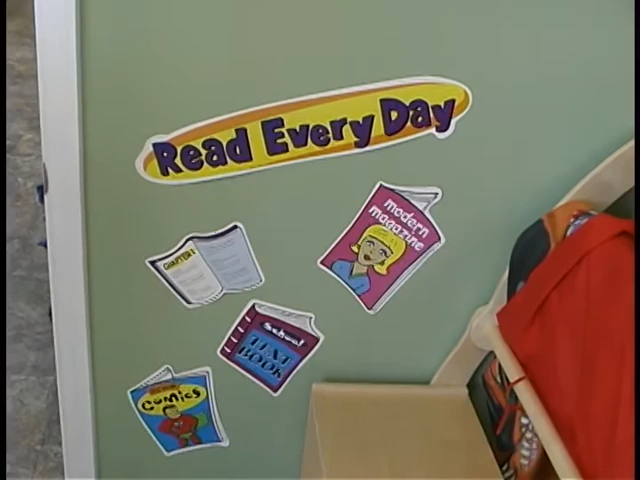 Read Every Day
modern
magazine
CHAPTER 1
School
TEXT
BOOK
COMICS